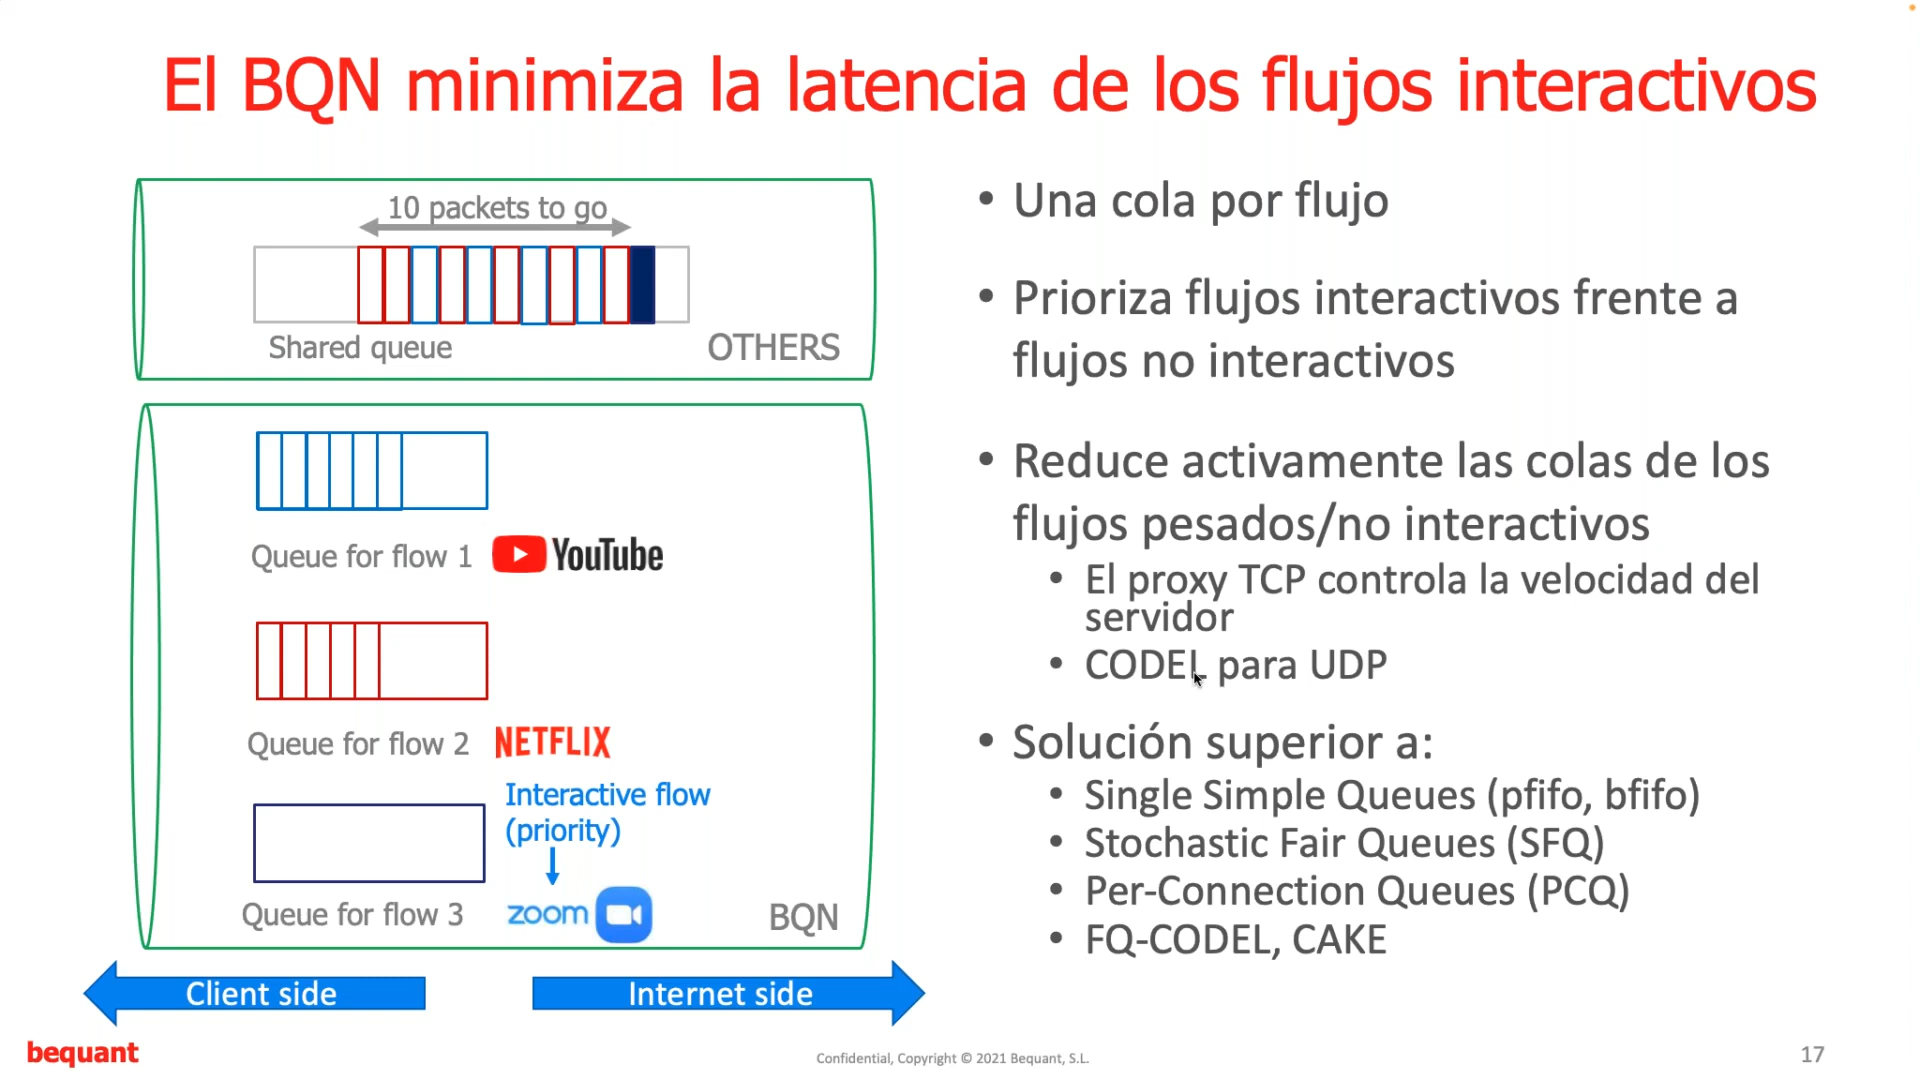 El BQN minimiza la latencia de los flujos interactivos
10 packets to go
Shared queue
OTHERS
Queue for flow 1
YouTube
Queue for flow 2
NETFLIX
Interactive flow
(priority)
Queue for flow 3
zoom
BQN
Client side
Internet side
• Una cola por flujo
• Prioriza flujos interactivos frente a
flujos no interactivos
• Reduce activamente las colas de los
flujos pesados/no interactivos
• El proxy TCP controla la velocidad del
servidor
• CODEL para UDP
• Solución superior a:
• Single Simple Queues (pfifo, bfifo)
• Stochastic Fair Queues (SFQ)
• Per-Connection Queues (PCQ)
• FQ-CODEL, CAKE
bequant
Confidential, Copyright © 2021 Bequant, S.L.
17